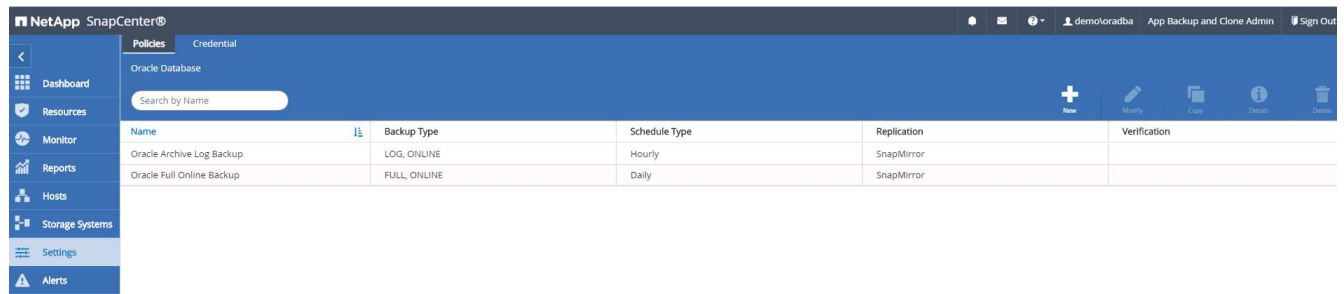 NetApp SnapCenter®
demo\oradba App Backup and Clone Admin Sign Out
Policies Credential
Oracle Database
Search by Name
New Modify Copy Details Delete
Dashboard
Resources
Monitor
Reports
Hosts
Storage Systems
Settings
Alerts
Name Backup Type Schedule Type Replication Verification
Oracle Archive Log Backup LOG, ONLINE Hourly SnapMirror
Oracle Full Online Backup FULL, ONLINE Daily SnapMirror